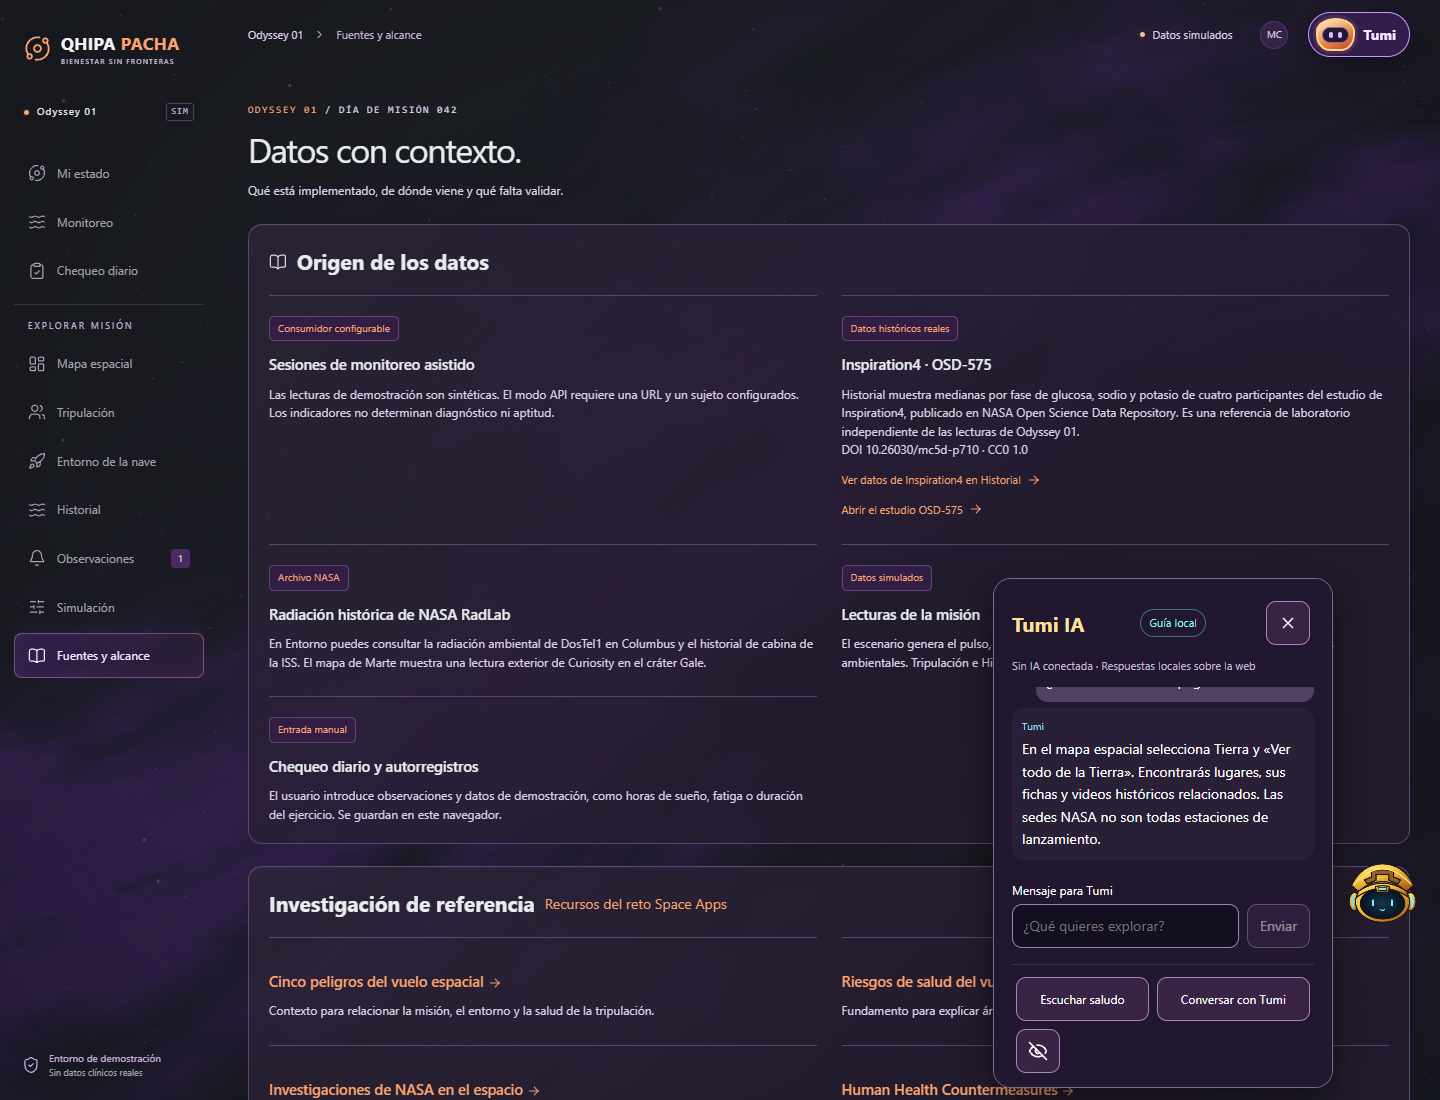 QHIPA PACHA
BIENESTAR SIN FRONTERAS
Odyssey 01
SIM
Mi estado
Monitoreo
Chequeo diario
EXPLORAR MISIÓN
Mapa espacial
Tripulación
Entorno de la nave
Historial
Observaciones
1
Simulación
Fuentes y alcance
Entorno de demostración
Sin datos clínicos reales
Odyssey 01 > Fuentes y alcance
Datos simulados
MC
Tumi
ODYSSEY 01 / DÍA DE MISIÓN 042
Datos con contexto.
Qué está implementado, de dónde viene y qué falta validar.
Origen de los datos
Consumidor configurable
Sesiones de monitoreo asistido
Las lecturas de demostración son sintéticas. El modo API requiere una URL y un sujeto configurados.
Los indicadores no determinan diagnóstico ni aptitud.
Datos históricos reales
Inspiration4 · OSD-575
Historial muestra medianas por fase de glucosa, sodio y potasio de cuatro participantes del estudio de
Inspiration4, publicado en NASA Open Science Data Repository. Es una referencia de laboratorio
independiente de las lecturas de Odyssey 01.
DOI 10.26030/mc5d-p710 · CC0 1.0
Ver datos de Inspiration4 en Historial →
Abrir el estudio OSD-575 →
Archivo NASA
Radiación histórica de NASA RadLab
En Entorno puedes consultar la radiación ambiental de DosTel1 en Columbus y el historial de cabina de
la ISS. El mapa de Marte muestra una lectura exterior de Curiosity en el cráter Gale.
Datos simulados
Lecturas de la misión
El escenario genera el pulso,
ambientales. Tripulación e Hi
Entrada manual
Chequeo diario y autorregistros
El usuario introduce observaciones y datos de demostración, como horas de sueño, fatiga o duración
del ejercicio. Se guardan en este navegador.
Investigación de referencia
Recursos del reto Space Apps
Cinco peligros del vuelo espacial →
Contexto para relacionar la misión, el entorno y la salud de la tripulación.
Riesgos de salud del vu
Fundamento para explicar ár
Investigaciones de NASA en el espacio →
Human Health Countermeasures →
Tumi IA
Guía local
Sin IA conectada · Respuestas locales sobre la web
Tumi
En el mapa espacial selecciona Tierra y «Ver
todo de la Tierra». Encontrarás lugares, sus
fichas y videos históricos relacionados. Las
sedes NASA no son todas estaciones de
lanzamiento.
Mensaje para Tumi
¿Qué quieres explorar?
Enviar
Escuchar saludo
Conversar con Tumi